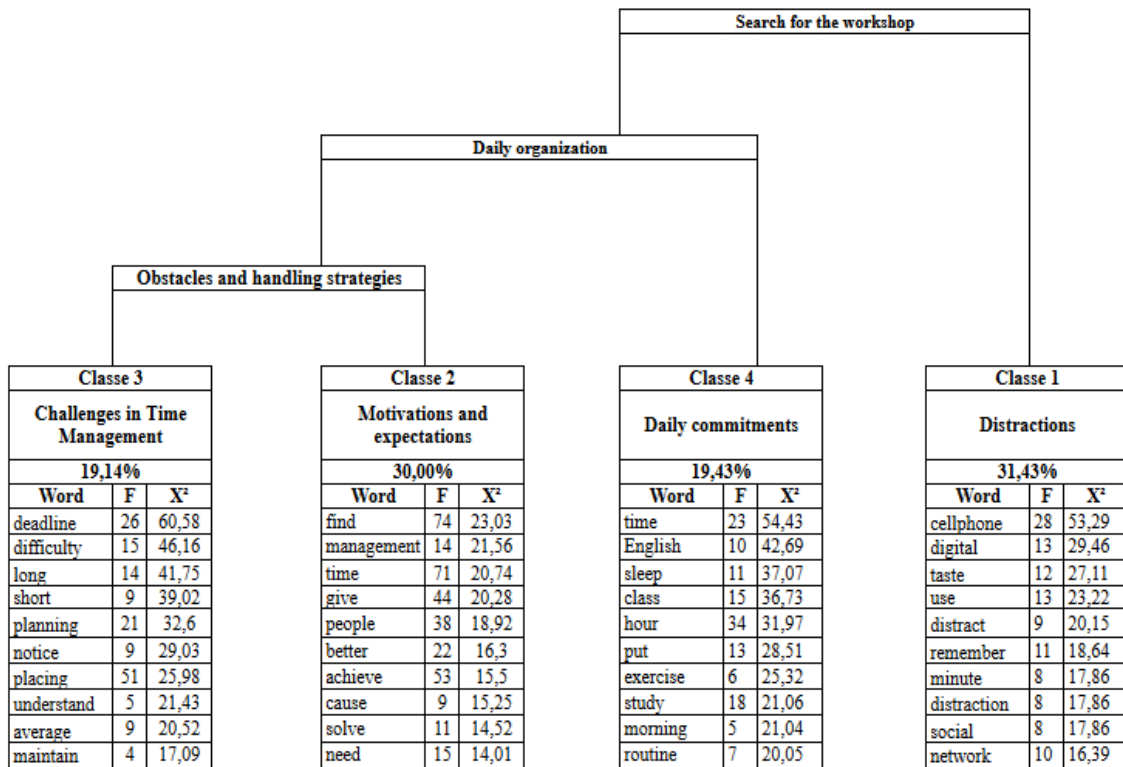 Search for the workshop
Daily organization
Obstacles and handling strategies
Classe 3
Challenges in Time
Management
19,14%
Word F X²
deadline 26 60,58
difficulty 15 46,16
long 14 41,75
short 9 39,02
planning 21 32,6
notice 9 29,03
placing 51 25,98
understand 5 21,43
average 9 20,52
maintain 4 17,09
Classe 2
Motivations and
expectations
30,00%
Word F X²
find 74 23,03
management 14 21,56
time 71 20,74
give 44 20,28
people 38 18,92
better 22 16,3
achieve 53 15,5
cause 9 15,25
solve 11 14,52
need 15 14,01
Classe 4
Daily commitments
19,43%
Word F X²
time 23 54,43
English 10 42,69
sleep 11 37,07
class 15 36,73
hour 34 31,97
put 13 28,51
exercise 6 25,32
study 18 21,06
morning 5 21,04
routine 7 20,05
Classe 1
Distractions
31,43%
Word F X²
cellphone 28 53,29
digital 13 29,46
taste 12 27,11
use 13 23,22
distract 9 20,15
remember 11 18,64
minute 8 17,86
distraction 8 17,86
social 8 17,86
network 10 16,39